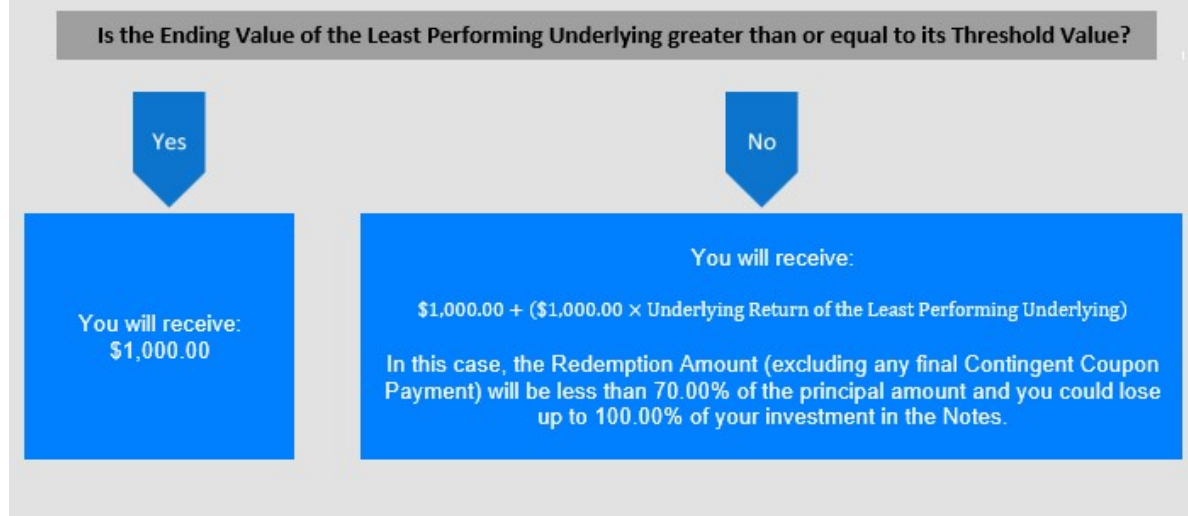 Is the Ending Value of the Least Performing Underlying greater than or equal to its Threshold Value?
Yes
No
You will receive:
$1,000.00
You will receive:
$1,000.00 + ($1,000.00 × Underlying Return of the Least Performing Underlying)
In this case, the Redemption Amount (excluding any final Contingent Coupon
Payment) will be less than 70.00% of the principal amount and you could lose
up to 100.00% of your investment in the Notes.